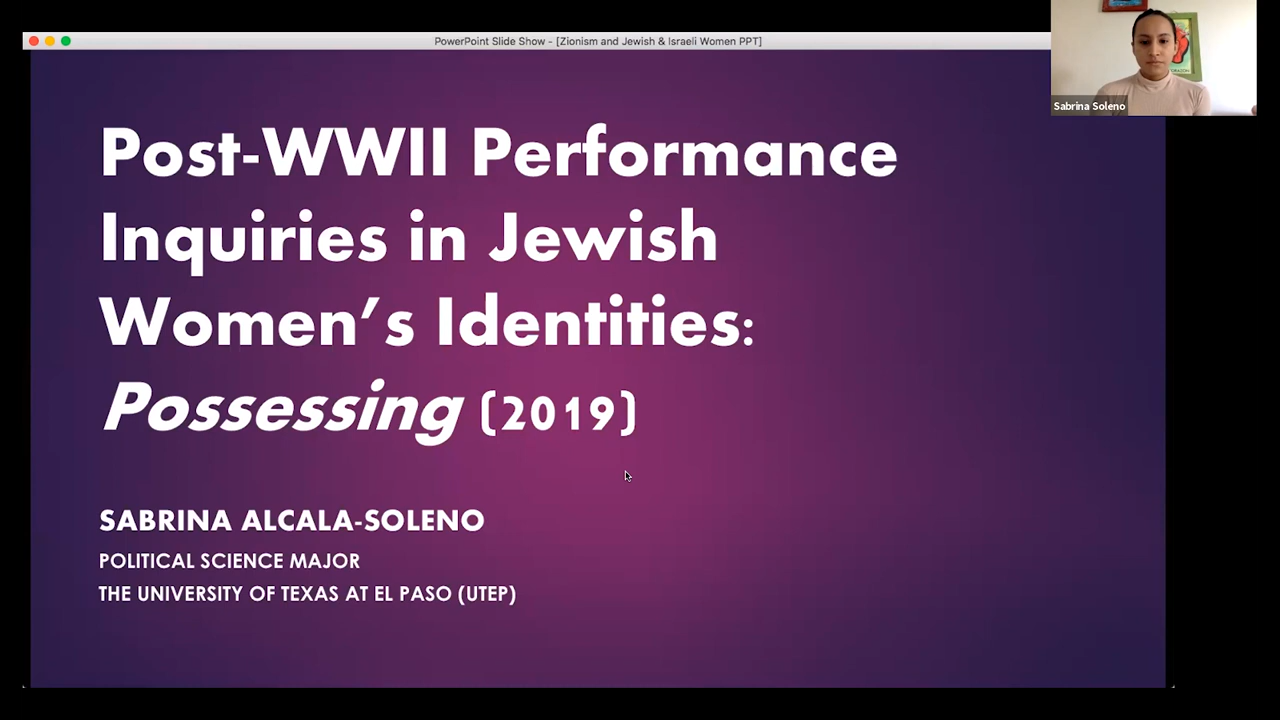 PowerPoint Slide Show - [Zionism and Jewish & Israeli Women PPT]
Sabrina Soleno
Post-WWII Performance
Inquiries in Jewish
Women's Identities:
Possessing (2019)
SABRINA ALCALA-SOLENO
POLITICAL SCIENCE MAJOR
THE UNIVERSITY OF TEXAS AT EL PASO (UTEP)